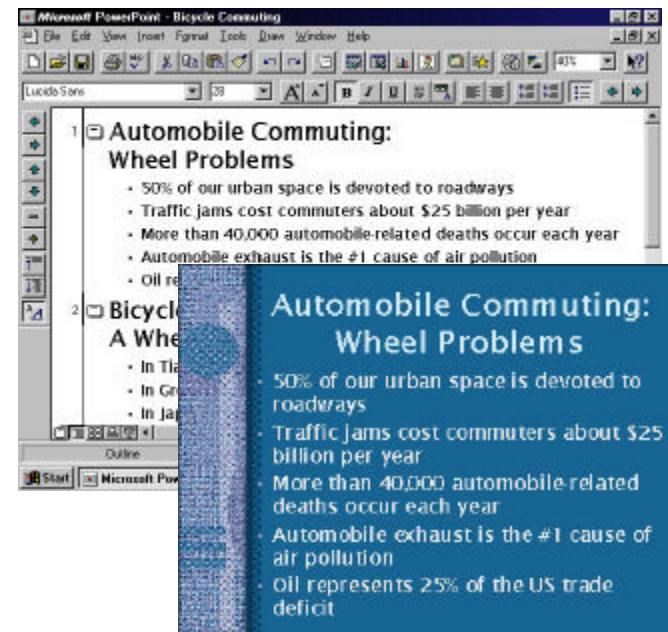 Microsoft PowerPoint - Bicycle Commuting
File Edit View Insert Format Tools Draw Window Help
40%
Lucida Sans 28 A A B I U S
1 Automobile Commuting:
Wheel Problems
• 50% of our urban space is devoted to roadways
• Traffic jams cost commuters about $25 billion per year
• More than 40,000 automobile-related deaths occur each year
• Automobile exhaust is the #1 cause of air pollution
• Oil re
2 Bicycl
A Whe
• In Tia
• In Gr
• In Jap
Outline
Start Microsoft Pow
Automobile Commuting:
Wheel Problems
• 50% of our urban space is devoted to
roadways
• Traffic jams cost commuters about $25
billion per year
• More than 40,000 automobile-related
deaths occur each year
• Automobile exhaust is the #1 cause of
air pollution
• Oil represents 25% of the US trade
deficit